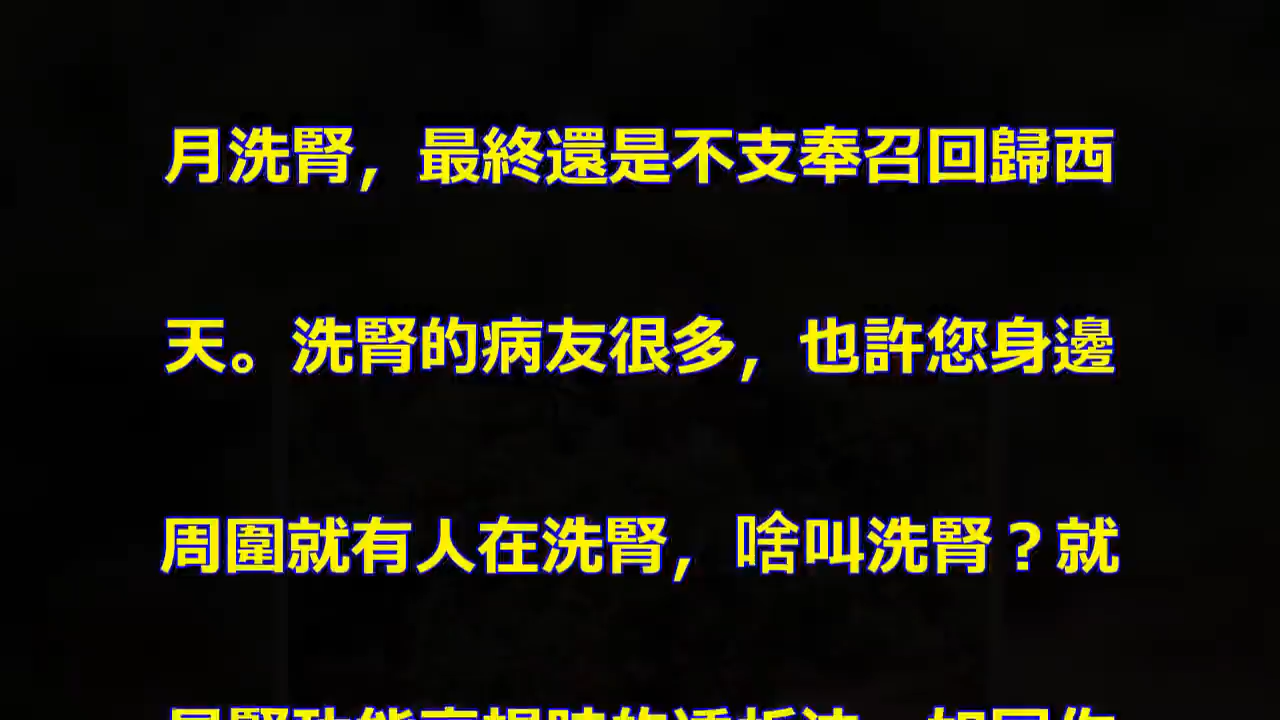 月洗腎，最終還是不支奉召回歸西
天。洗腎的病友很多，也許您身邊
周圍就有人在洗腎，啥叫洗腎？就